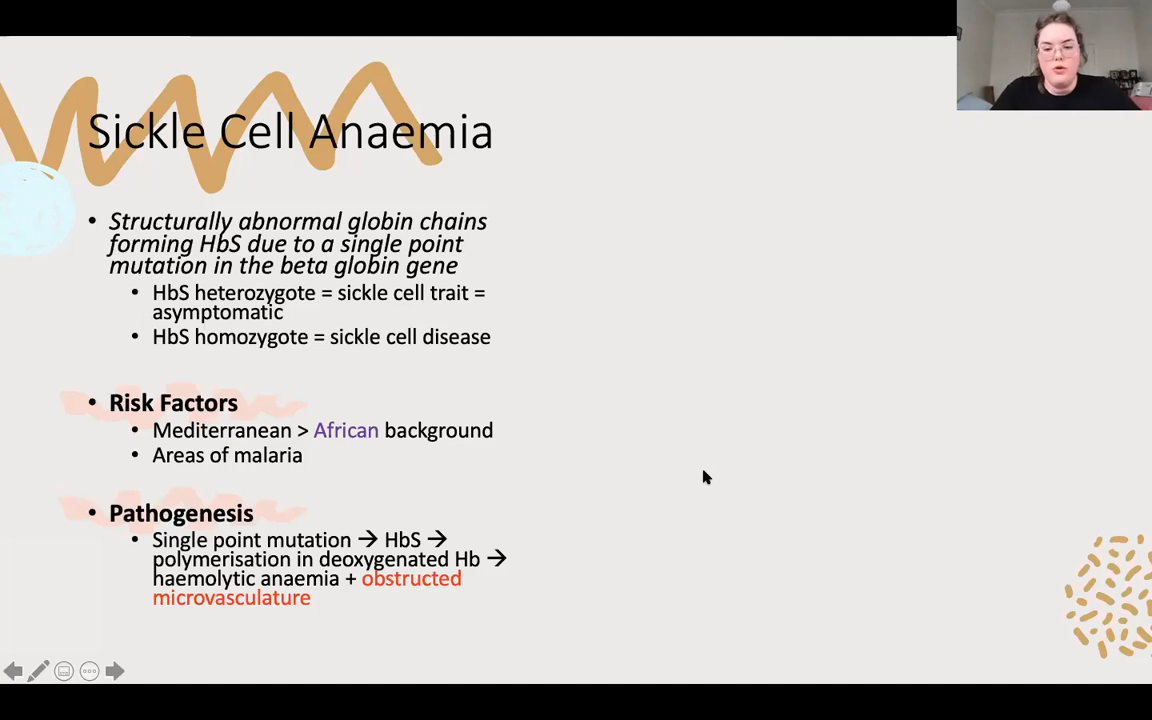 Sickle Cell Anaemia
• Structurally abnormal globin chains
forming HbS due to a single point
mutation in the beta globin gene
• HbS heterozygote = sickle cell trait =
asymptomatic
• HbS homozygote = sickle cell disease
• Risk Factors
• Mediterranean > African background
• Areas of malaria
• Pathogenesis
• Single point mutation → HbS →
polymerisation in deoxygenated Hb →
haemolytic anaemia + obstructed
microvasculature